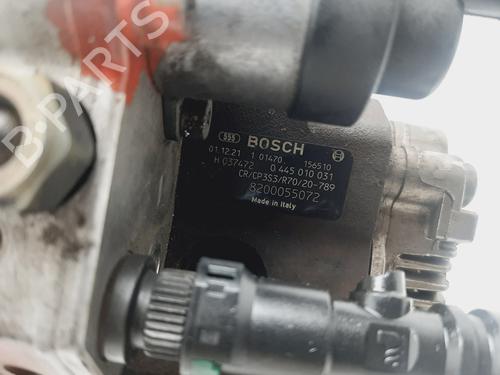 B-PARTS
555 BOSCH
01.12.21 1 01470 156510
H 037472 0 445 010 031
CR/CP3S3/R70/20-789
8200055072
Made in Italy